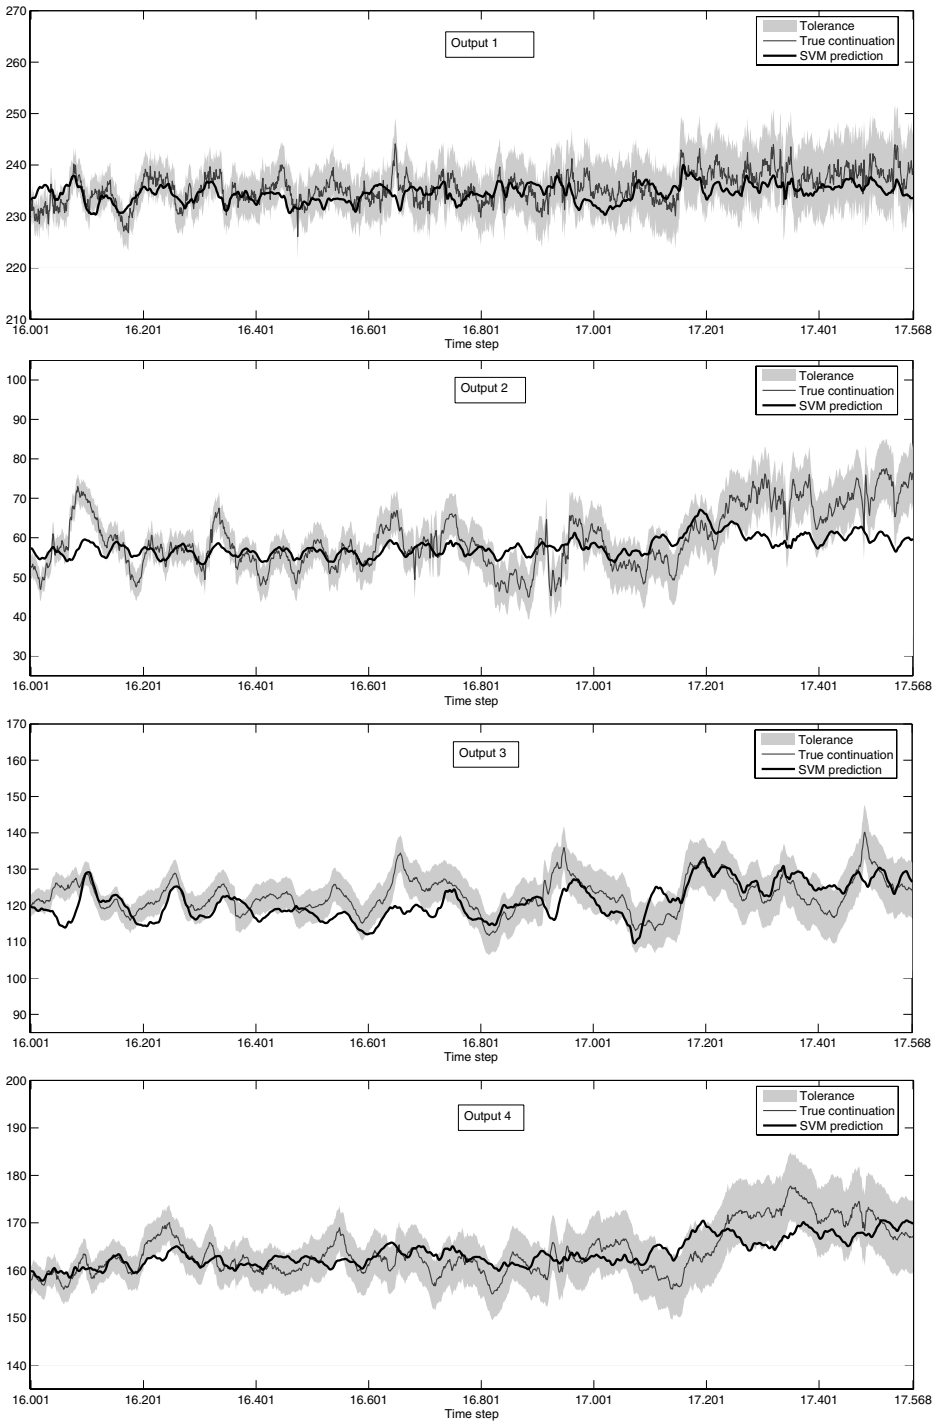 270
260
250
240
230
220
210
Output 1
Tolerance
True continuation
SVM prediction
16.001 16.201 16.401 16.601 16.801 17.001 17.201 17.401 17.568
Time step
100
90
80
70
60
50
40
30
Output 2
Tolerance
True continuation
SVM prediction
16.001 16.201 16.401 16.601 16.801 17.001 17.201 17.401 17.568
Time step
170
160
150
140
130
120
110
100
90
Output 3
Tolerance
True continuation
SVM prediction
16.001 16.201 16.401 16.601 16.801 17.001 17.201 17.401 17.568
Time step
200
190
180
170
160
150
140
Output 4
Tolerance
True continuation
SVM prediction
16.001 16.201 16.401 16.601 16.801 17.001 17.201 17.401 17.568
Time step